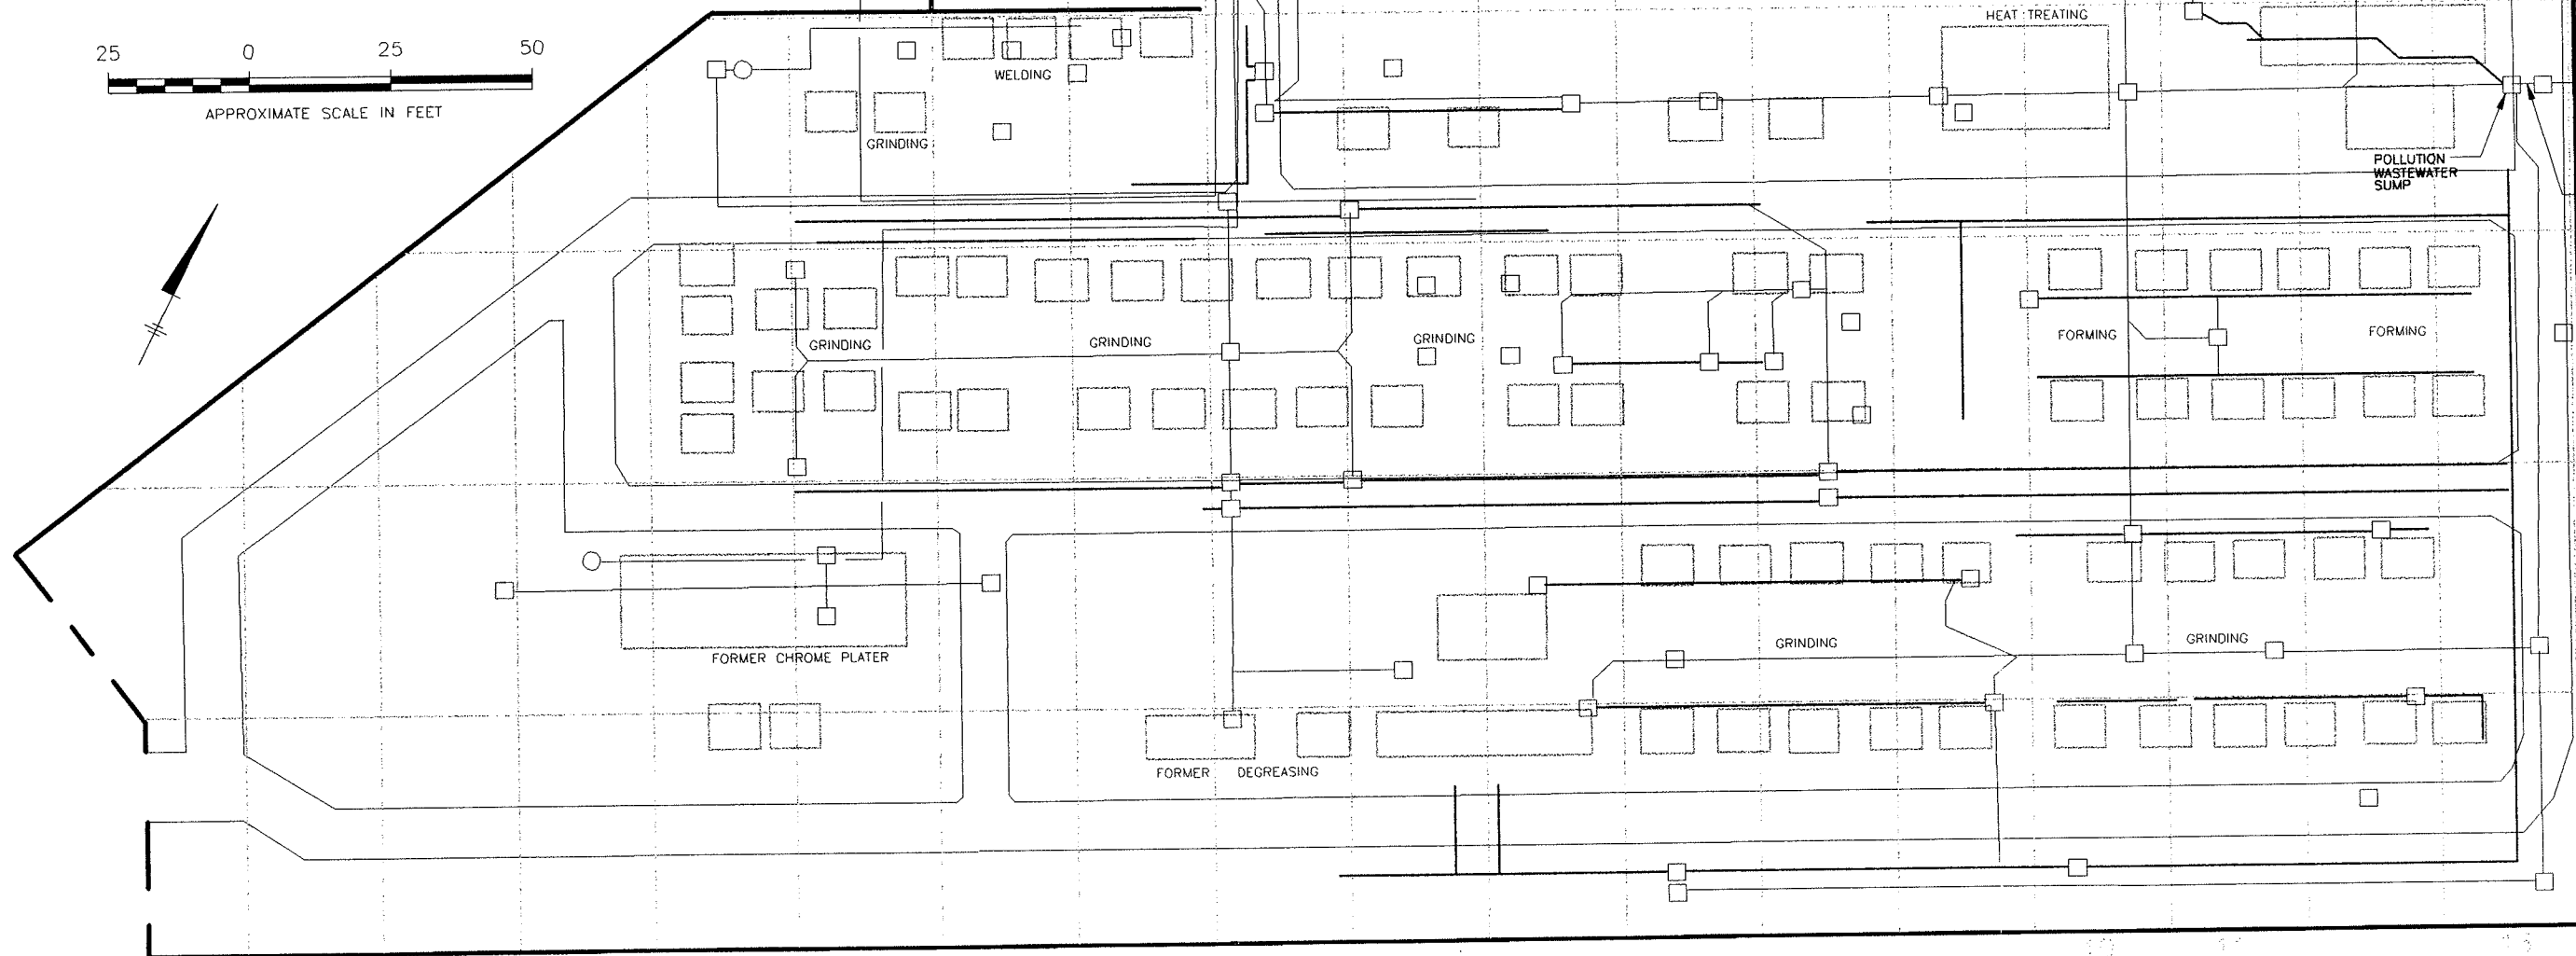 HEAT TREATING
25 0 25 50
APPROXIMATE SCALE IN FEET
WELDING
GRINDING
POLLUTION
WASTEWATER
SUMP
GRINDING
GRINDING
GRINDING
FORMING
FORMING
GRINDING
GRINDING
FORMER CHROME PLATER
FORMER DEGREASING